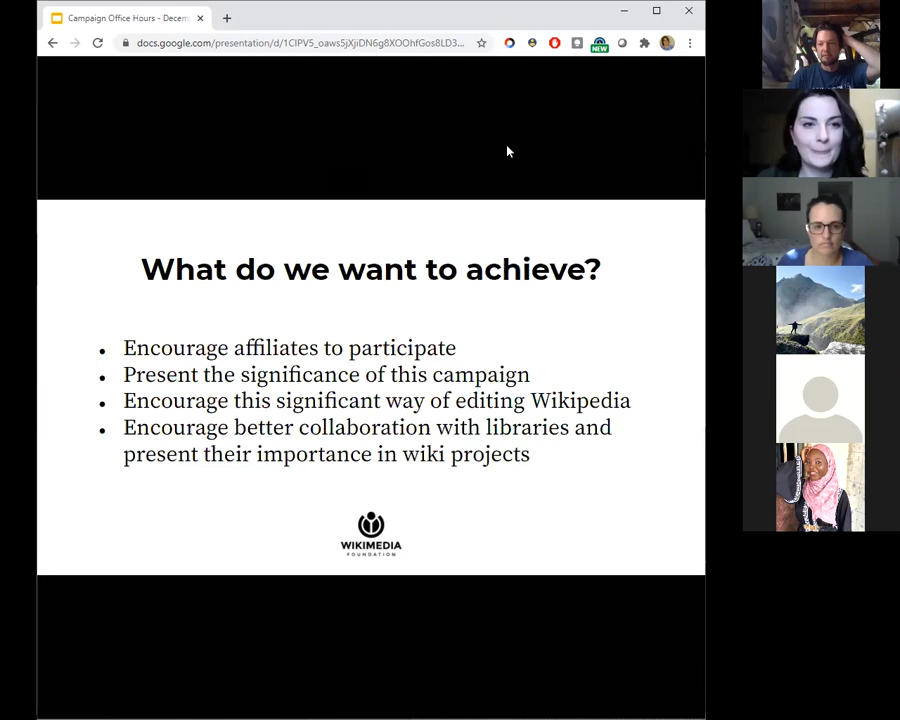 Campaign Office Hours - Decem
docs.google.com/presentation/d/1CIPV5_oaws5jXjiDN6g8XOOhfGos8LD3...
NEW
What do we want to achieve?
Encourage affiliates to participate
Present the significance of this campaign
Encourage this significant way of editing Wikipedia
Encourage better collaboration with libraries and
present their importance in wiki projects
WIKIMEDIA
FOUNDATION